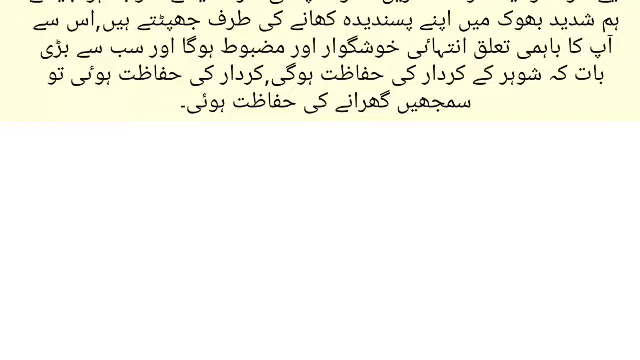 ہم شدید بھوک میں اپنے پسندیدہ کھانے کی طرف جھپٹتے ہیں,اس سے
آپ کا باہمی تعلق انتہائی خوشگوار اور مضبوط ہوگا اور سب سے بڑی
بات کہ شوہر کے کردار کی حفاظت ہوگی,کردار کی حفاظت ہوئی تو
سمجھیں گھرانے کی حفاظت ہوئی۔